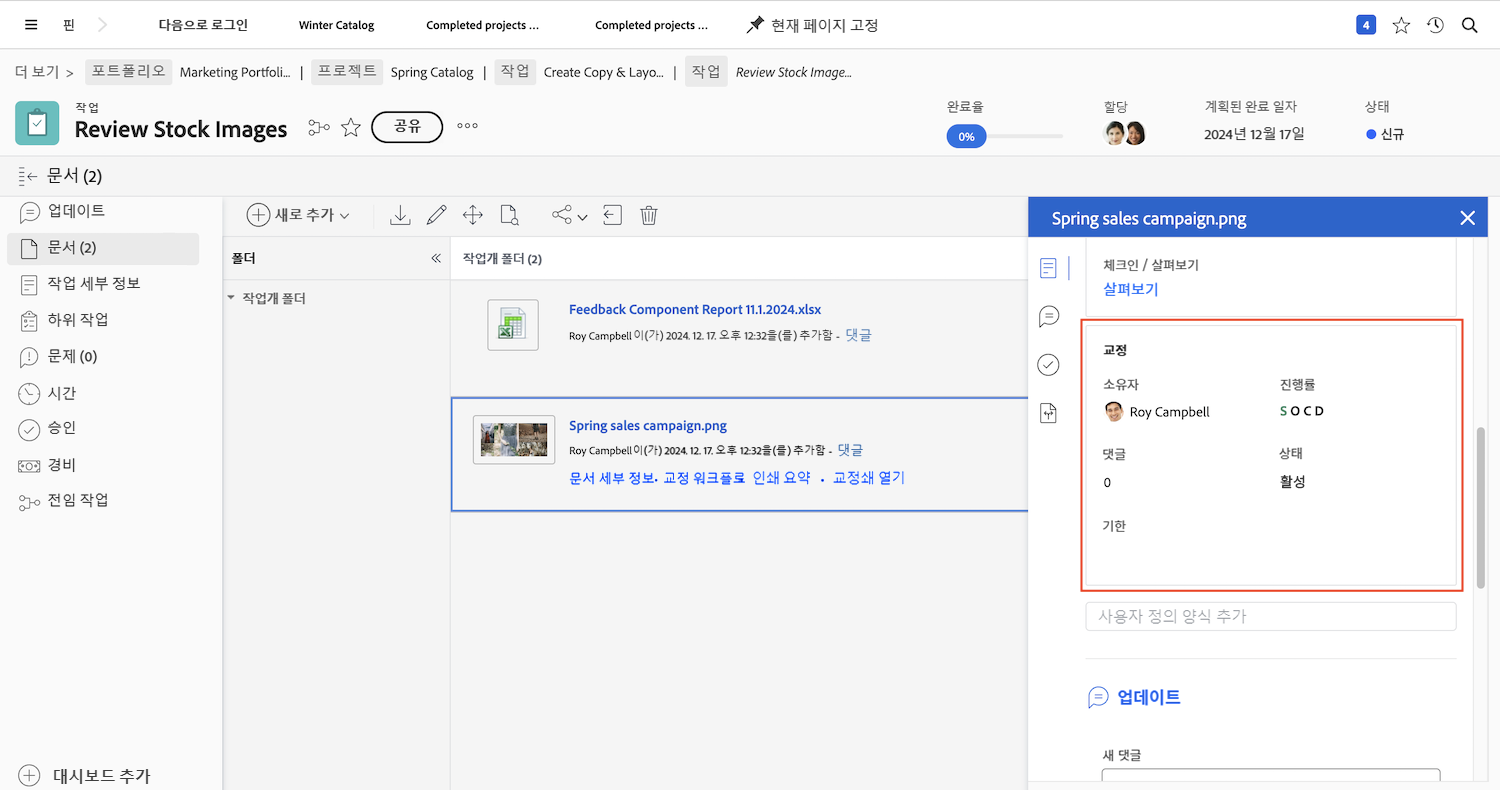 핀 다음으로 로그인 Winter Catalog Completed projects ... Completed projects ... 현재 페이지 고정 4
더 보기 > 포트폴리오 Marketing Portfoli... | 프로젝트 Spring Catalog | 작업 Create Copy & Layo... | 작업 Review Stock Image...
작업
Review Stock Images 공유
완료율 할당 계획된 완료 일자 상태
0% 2024년 12월 17일 신규
문서 (2)
업데이트
문서 (2)
작업 세부 정보
하위 작업
문제 (0)
시간
승인
경비
전임 작업
대시보드 추가
새로 추가
폴더
작업개 폴더
작업개 폴더 (2)
Feedback Component Report 11.1.2024.xlsx
Roy Campbell 이(가) 2024. 12. 17. 오후 12:32을(를) 추가함 - 댓글
Spring sales campaign.png
Roy Campbell이(가) 2024. 12. 17. 오후 12:32을(를) 추가함 - 댓글
문서 세부 정보• 교정 워크플로 인쇄 요약 • 교정쇄 열기
Spring sales campaign.png
체크인 / 살펴보기
살펴보기
교정
소유자 진행률
Roy Campbell S O C D
댓글 상태
0 활성
기한
사용자 정의 양식 추가
업데이트
새 댓글